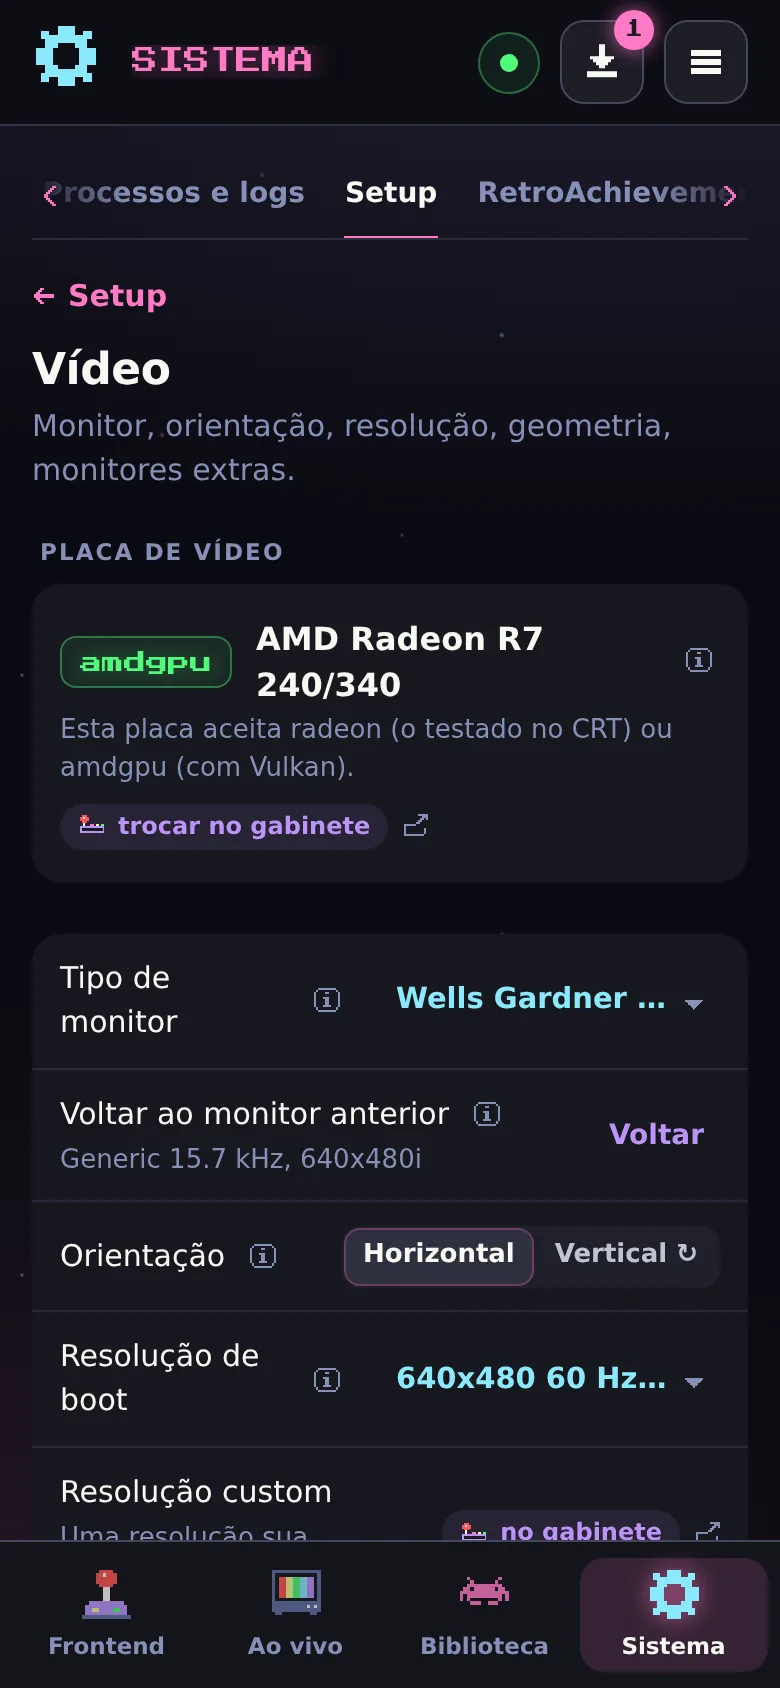 SISTEMA
1
Processos e logs
Setup
RetroAchieveme
← Setup
Vídeo
Monitor, orientação, resolução, geometria,
monitores extras.
PLACA DE VÍDEO
amdgpu
AMD Radeon R7
240/340
Esta placa aceita radeon (o testado no CRT) ou
amdgpu (com Vulkan).
trocar no gabinete
Tipo de
monitor
Wells Gardner ...
Voltar ao monitor anterior
Generic 15.7 kHz, 640x480i
Voltar
Orientação
Horizontal
Vertical ↻
Resolução de
boot
640x480 60 Hz...
Resolução custom
Uma resolução sua
no gabinete
Frontend
Ao vivo
Biblioteca
Sistema